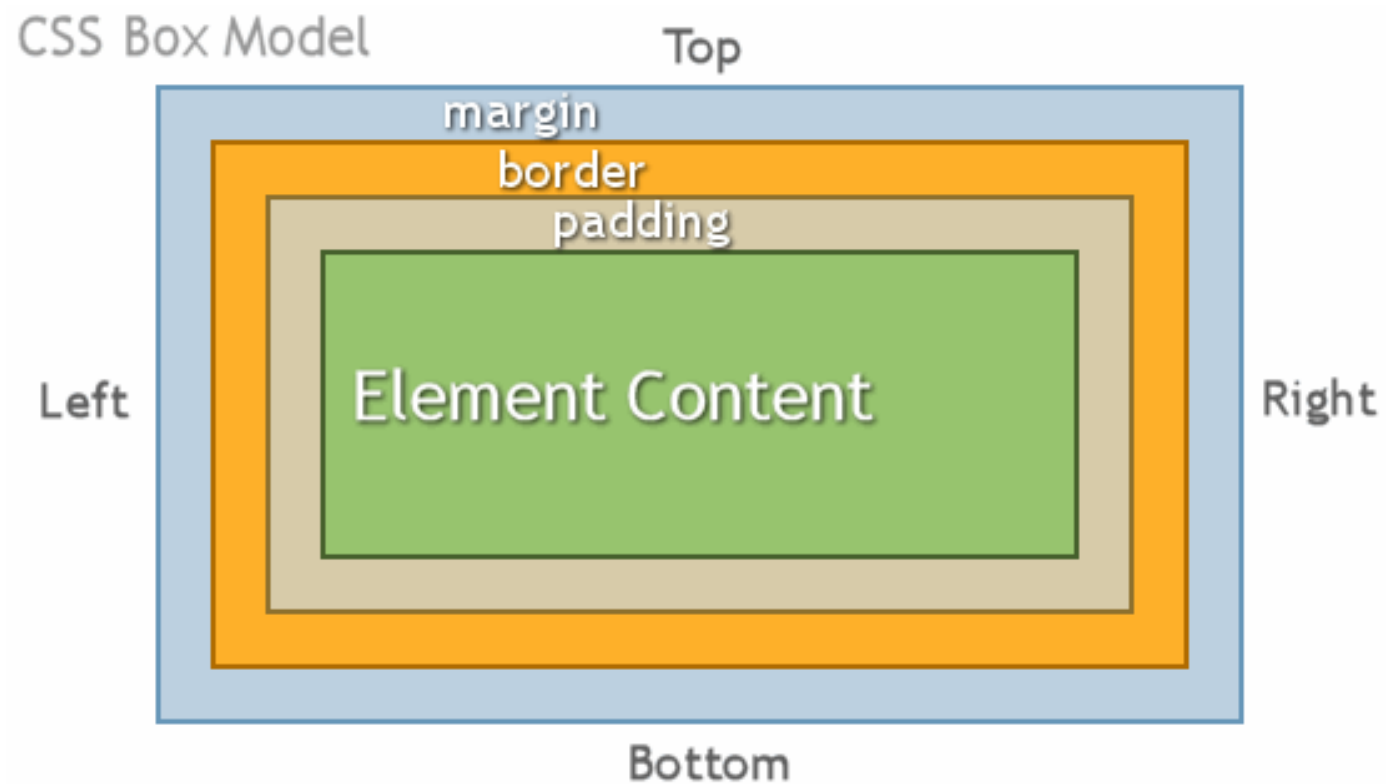 CSS Box Model
Top
margin
border
padding
Element Content
Left
Right
Bottom